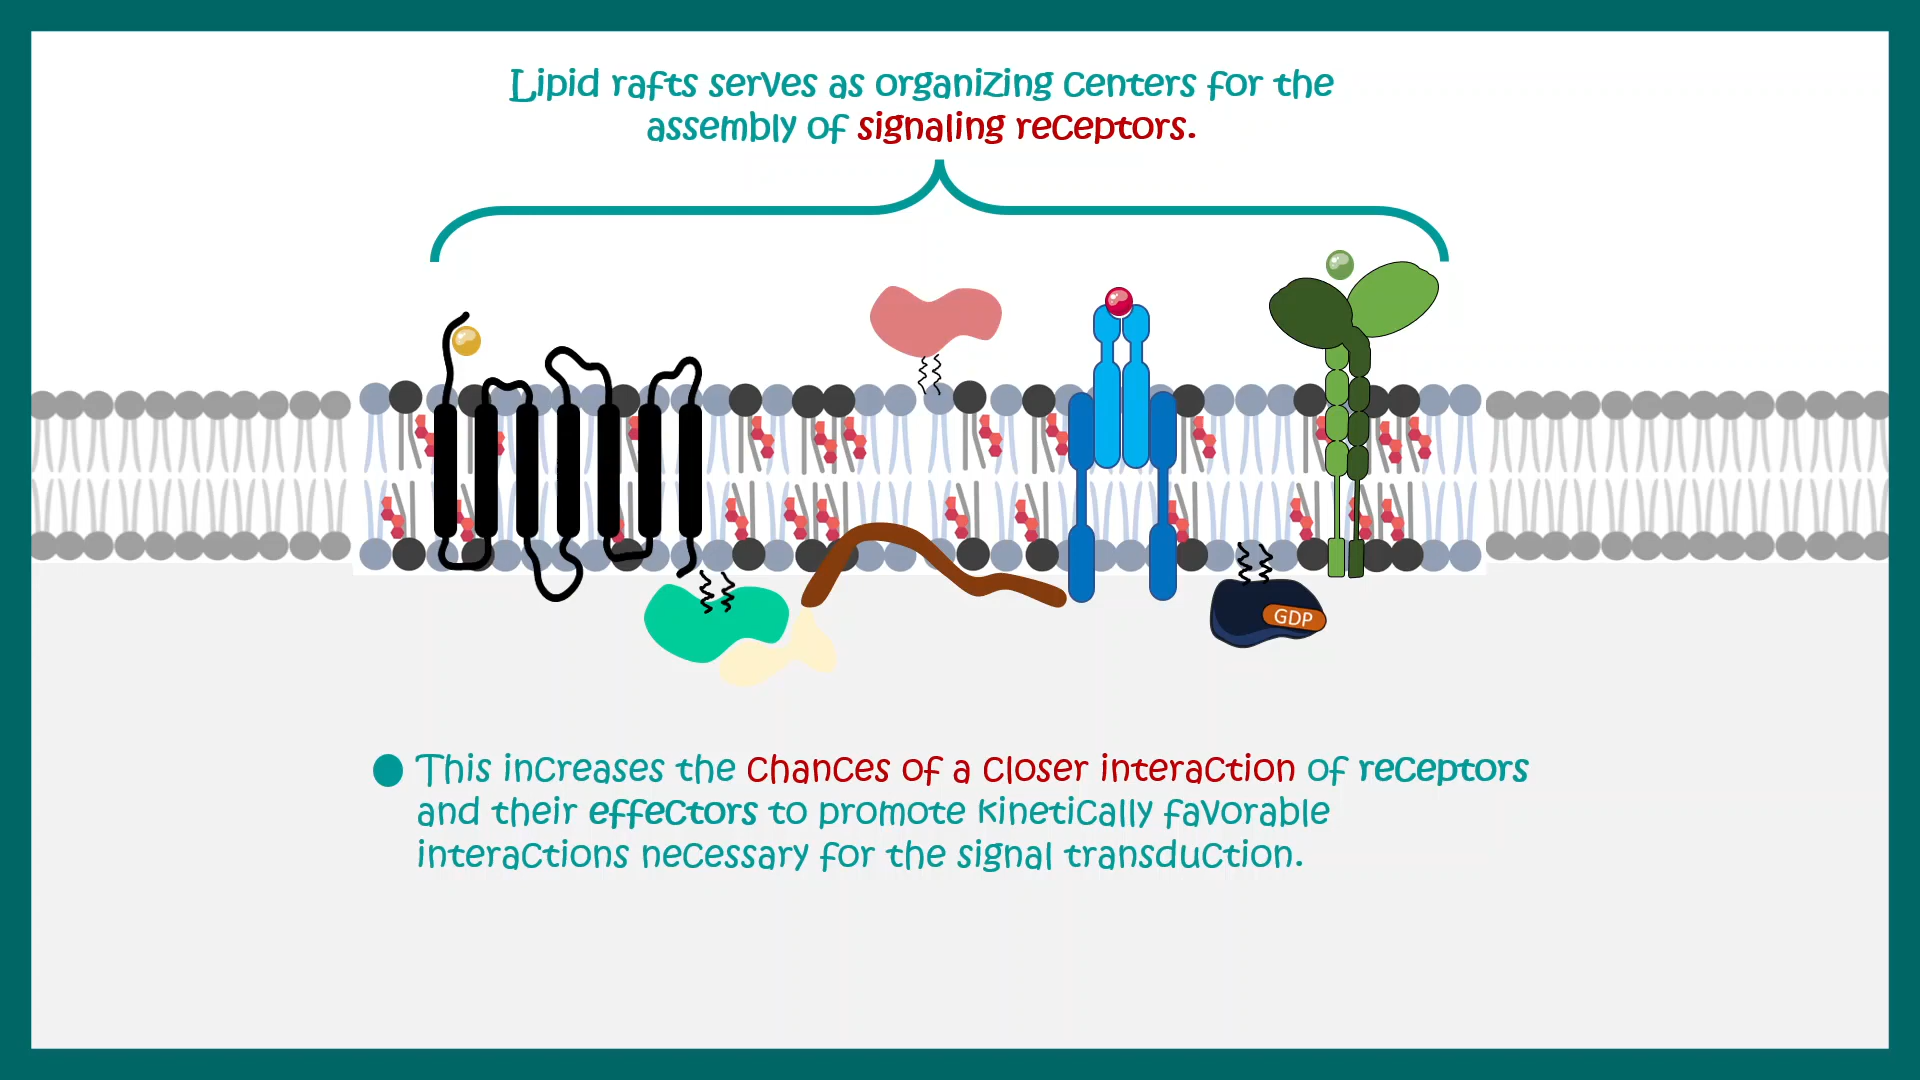 Lipid rafts serves as organizing centers for the
assembly of signaling receptors.
GDP
This increases the chances of a closer interaction of receptors
and their effectors to promote kinetically favorable
interactions necessary for the signal transduction.